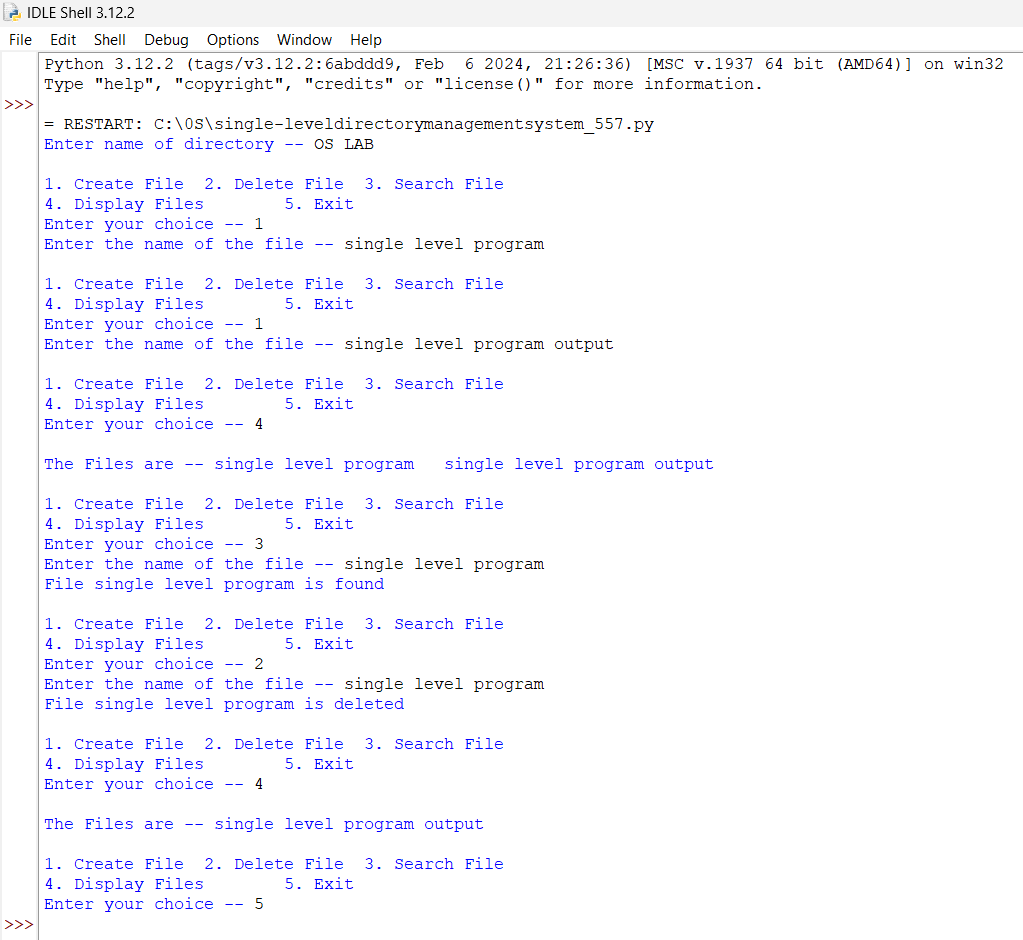 IDLE Shell 3.12.2
File Edit Shell Debug Options Window Help
Python 3.12.2 (tags/v3.12.2:6abddd9, Feb  6 2024, 21:26:36) [MSC v.1937 64 bit (AMD64)] on win32
Type "help", "copyright", "credits" or "license()" for more information.
>>>
= RESTART: C:\OS\single-leveldirectorymanagementsystem_557.py
Enter name of directory -- OS LAB
1. Create File  2. Delete File  3. Search File
4. Display Files        5. Exit
Enter your choice -- 1
Enter the name of the file -- single level program
1. Create File  2. Delete File  3. Search File
4. Display Files        5. Exit
Enter your choice -- 1
Enter the name of the file -- single level program output
1. Create File  2. Delete File  3. Search File
4. Display Files        5. Exit
Enter your choice -- 4
The Files are -- single level program   single level program output
1. Create File  2. Delete File  3. Search File
4. Display Files        5. Exit
Enter your choice -- 3
Enter the name of the file -- single level program
File single level program is found
1. Create File  2. Delete File  3. Search File
4. Display Files        5. Exit
Enter your choice -- 2
Enter the name of the file -- single level program
File single level program is deleted
1. Create File  2. Delete File  3. Search File
4. Display Files        5. Exit
Enter your choice -- 4
The Files are -- single level program output
1. Create File  2. Delete File  3. Search File
4. Display Files        5. Exit
Enter your choice -- 5
>>>